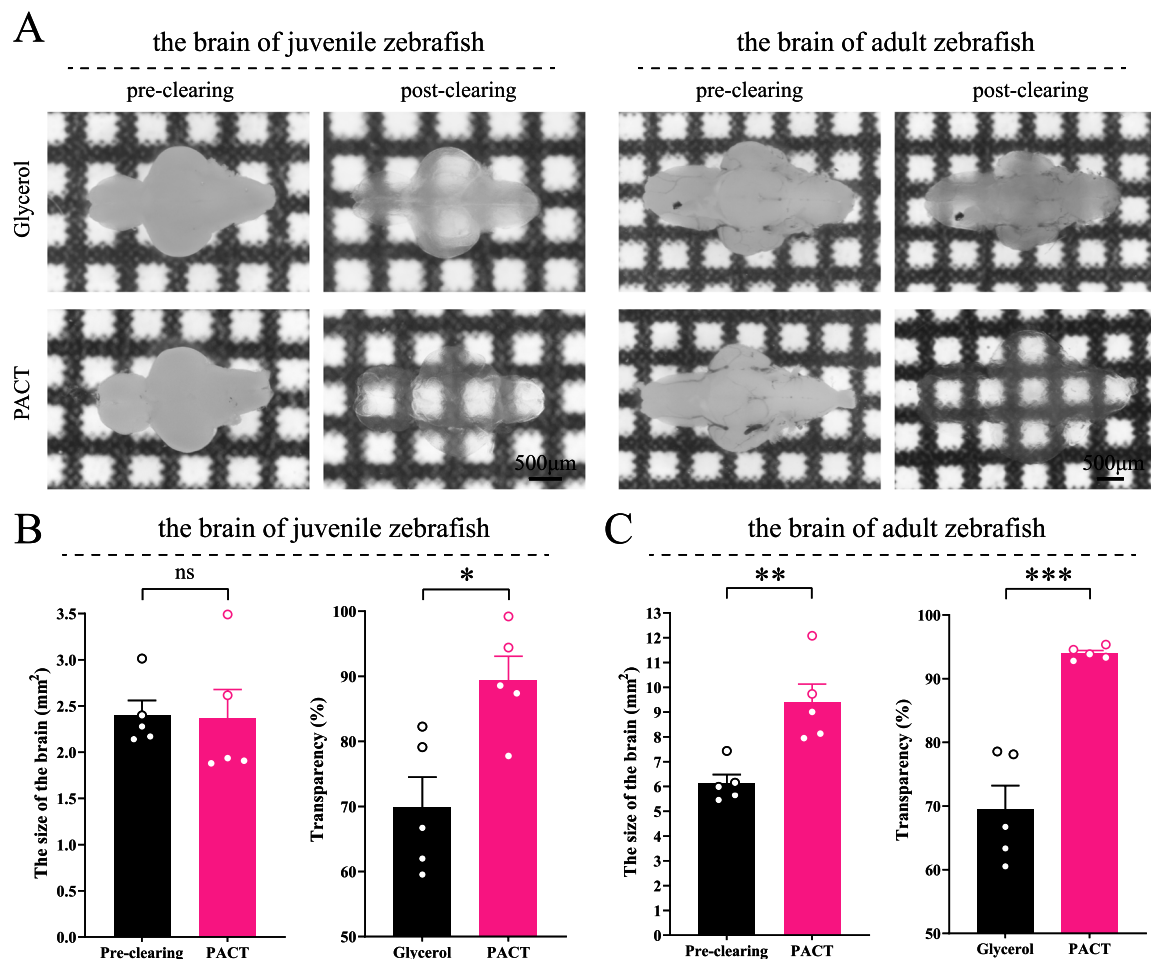 A
the brain of juvenile zebrafish
the brain of adult zebrafish
pre-clearing
post-clearing
pre-clearing
post-clearing
Glycerol
PACT
500μm
500μm
B
the brain of juvenile zebrafish
ns
The size of the brain (mm²)
3.5
3.0
2.5
2.0
1.5
1.0
0.5
0.0
Pre-clearing
PACT
*
Transparency (%)
100
90
80
70
60
50
Glycerol
PACT
C
the brain of adult zebrafish
**
The size of the brain (mm²)
13
12
11
10
9
8
7
6
5
4
3
2
1
0
Pre-clearing
PACT
***
Transparency (%)
100
90
80
70
60
50
Glycerol
PACT